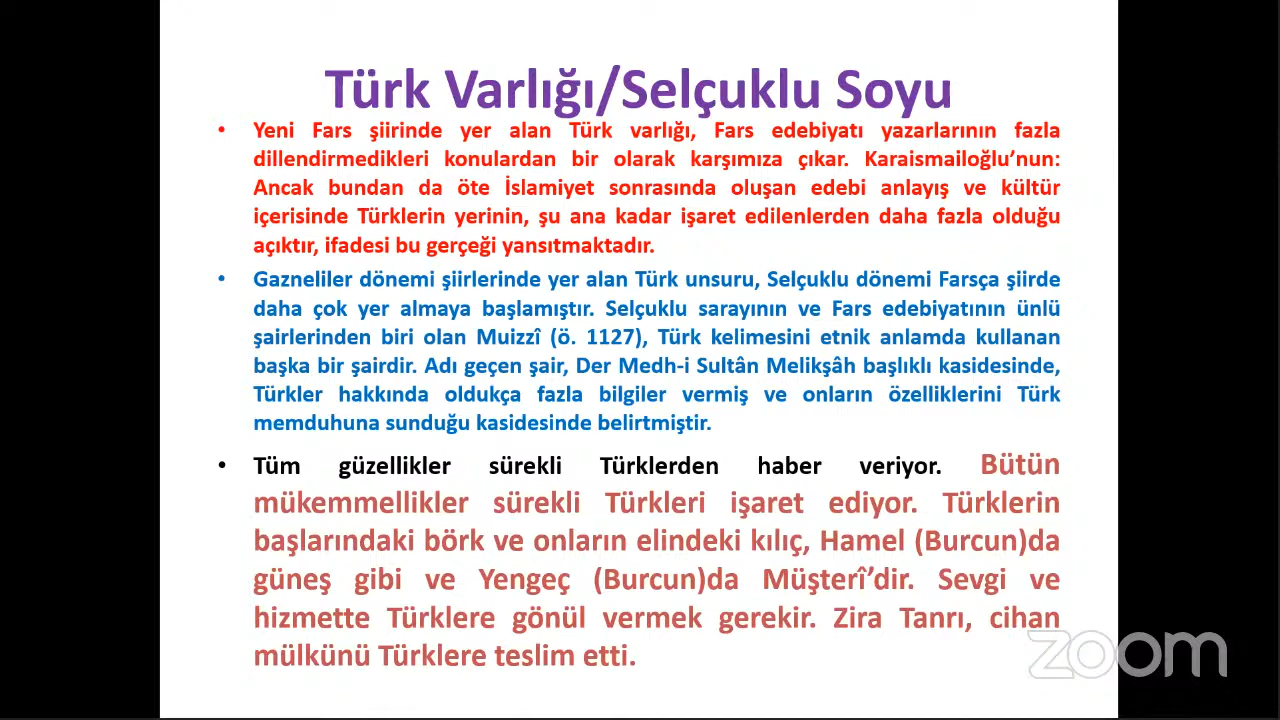 Türk Varlığı/Selçuklu Soyu
• Yeni Fars şiirinde yer alan Türk varlığı, Fars edebiyatı yazarlarının fazla
dillendirmedikleri konulardan bir olarak karşımıza çıkar. Karaismailoğlu’nun:
Ancak bundan da öte İslamiyet sonrasında oluşan edebi anlayış ve kültür
içerisinde Türklerin yerinin, şu ana kadar işaret edilenlerden daha fazla olduğu
açıktır, ifadesi bu gerçeği yansıtmaktadır.
• Gazneliler dönemi şiirlerinde yer alan Türk unsuru, Selçuklu dönemi Farsça şiirde
daha çok yer almaya başlamıştır. Selçuklu sarayının ve Fars edebiyatının ünlü
şairlerinden biri olan Muizzî (ö. 1127), Türk kelimesini etnik anlamda kullanan
başka bir şairdir. Adı geçen şair, Der Medh-i Sultân Melikşâh başlıklı kasidesinde,
Türkler hakkında oldukça fazla bilgiler vermiş ve onların özelliklerini Türk
memduhuna sunduğu kasidesinde belirtmiştir.
• Tüm güzellikler sürekli Türklerden haber veriyor. Bütün
mükemmellikler sürekli Türkleri işaret ediyor. Türklerin
başlarındaki börk ve onların elindeki kılıç, Hamel (Burcun)da
güneş gibi ve Yengeç (Burcun)da Müşterî’dir. Sevgi ve
hizmette Türklere gönül vermek gerekir. Zira Tanrı, cihan
mülkünü Türklere teslim etti.
zoom